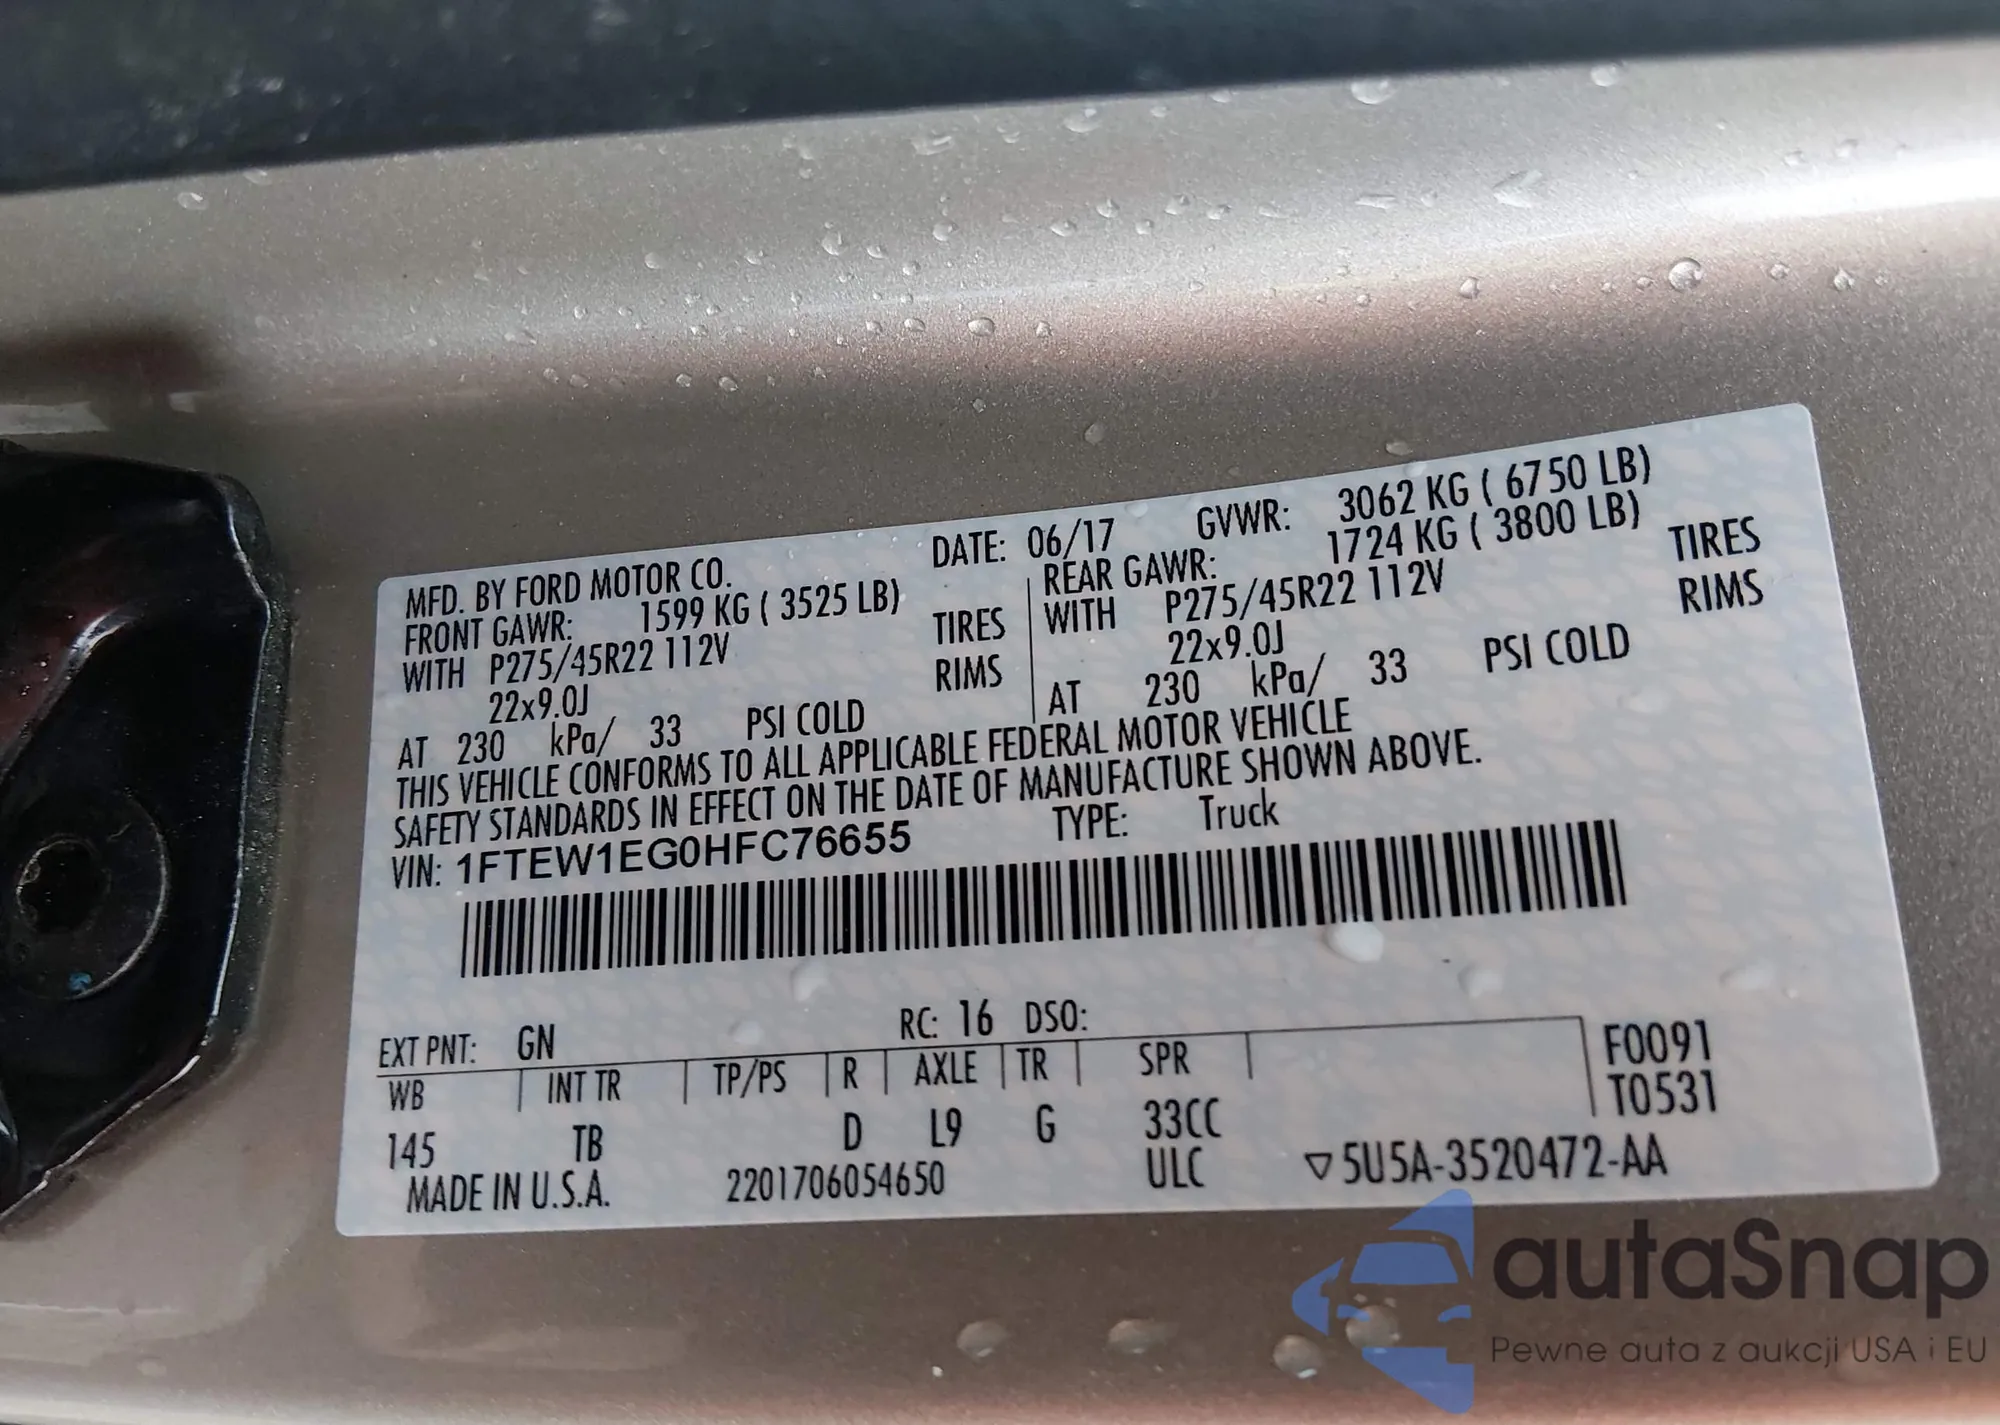 MFD. BY FORD MOTOR CO. DATE: 06/17 GVWR: 3062 KG ( 6750 LB)
FRONT GAWR: 1599 KG ( 3525 LB) REAR GAWR: 1724 KG ( 3800 LB)
WITH P275/45R22 112V TIRES WITH P275/45R22 112V TIRES
22x9.0J RIMS 22x9.0J RIMS
AT 230 kPa/ 33 PSI COLD AT 230 kPa/ 33 PSI COLD
THIS VEHICLE CONFORMS TO ALL APPLICABLE FEDERAL MOTOR VEHICLE
SAFETY STANDARDS IN EFFECT ON THE DATE OF MANUFACTURE SHOWN ABOVE.
VIN: 1FTEW1EG0HFC76655 TYPE: Truck
EXT PNT: GN RC: 16 DSO:
WB INT TR TP/PS R AXLE TR SPR F0091
T0531
145 TB D L9 G 33CC
ULC
MADE IN U.S.A. 2201706054650 ▽5U5A-3520472-AA
autaSnap
Pewne auta z aukcji USA i EU